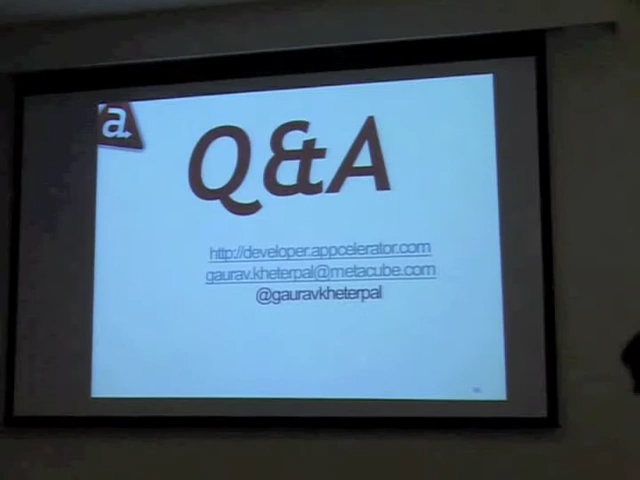 a
Q&A
http://developer.appcelerator.com
gaurav.kheterpal@metacube.com
@gauravkheterpal